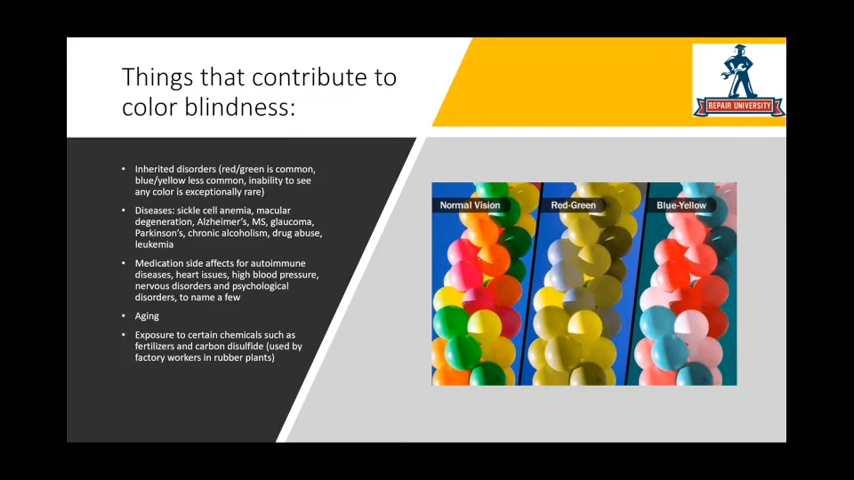 Things that contribute to
color blindness:
REPAIR UNIVERSITY
• Inherited disorders (red/green is common,
blue/yellow less common, inability to see
any color is exceptionally rare)
• Diseases: sickle cell anemia, macular
degeneration, Alzheimer's, MS, glaucoma,
Parkinson's, chronic alcoholism, drug abuse,
leukemia
• Medication side affects for autoimmune
diseases, heart issues, high blood pressure,
nervous disorders and psychological
disorders, to name a few
• Aging
• Exposure to certain chemicals such as
fertilizers and carbon disulfide (used by
factory workers in rubber plants)
Normal Vision
Red-Green
Blue-Yellow